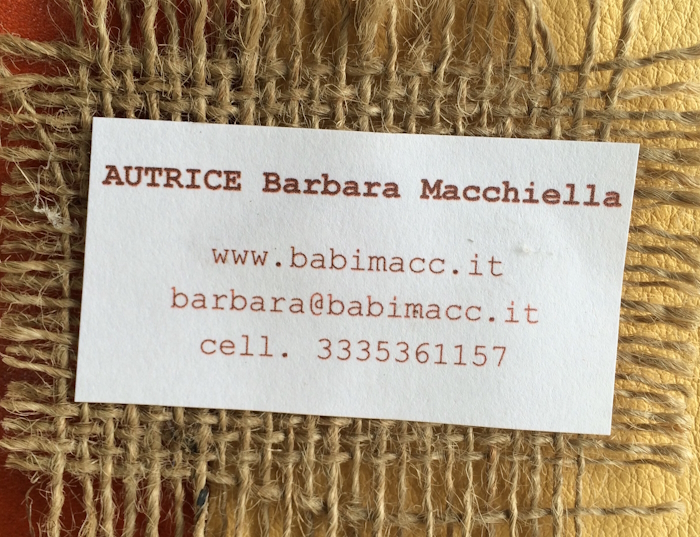 AUTRICE Barbara Macchiella
www.babimacc.it
barbara@babimacc.it
cell. 3335361157